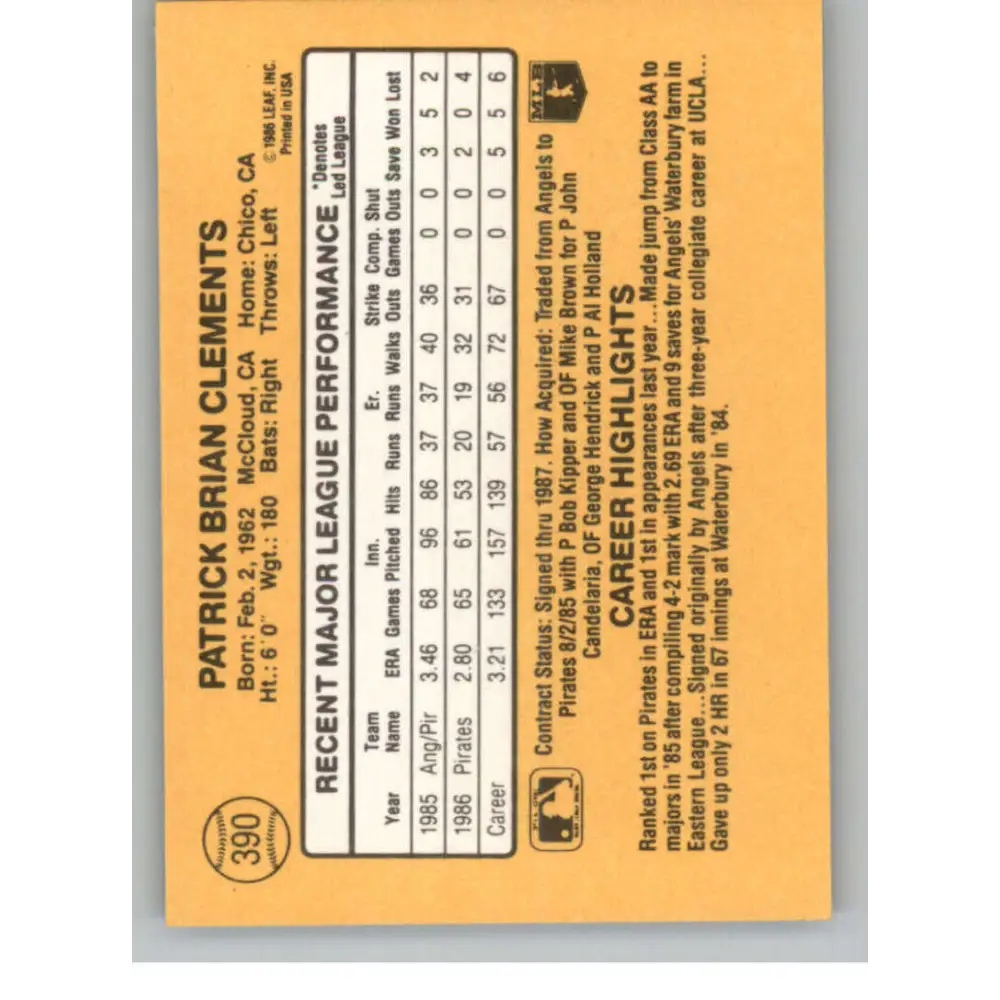 390
PATRICK BRIAN CLEMENTS
Born: Feb. 2, 1962 McCloud, CA Home: Chico, CA
Ht.: 6'0" Wgt.: 180 Bats: Right Throws: Left
© 1986 LEAF, INC.
Printed in USA
RECENT MAJOR LEAGUE PERFORMANCE
*Denotes
Led League
Team Inn. Er. Strike Comp. Shut
Year Name ERA Games Pitched Hits Runs Runs Walks Outs Games Outs Save Won Lost
1985 Ang/Pir 3.46 68 96 86 37 37 40 36 0 0 3 5 2
1986 Pirates 2.80 65 61 53 20 19 32 31 0 0 2 0 4
Career 3.21 133 157 139 57 56 72 67 0 0 5 5 6
Contract Status: Signed thru 1987. How Acquired: Traded from Angels to
Pirates 8/2/85 with P Bob Kipper and OF Mike Brown for P John
Candelaria, OF George Hendrick and P Al Holland
MLB
CAREER HIGHLIGHTS
Ranked 1st on Pirates in ERA and 1st in appearances last year...Made jump from Class AA to
majors in '85 after compiling 4-2 mark with 2.69 ERA and 9 saves for Angels' Waterbury farm in
Eastern League...Signed originally by Angels after three-year collegiate career at UCLA...
Gave up only 2 HR in 67 innings at Waterbury in '84.